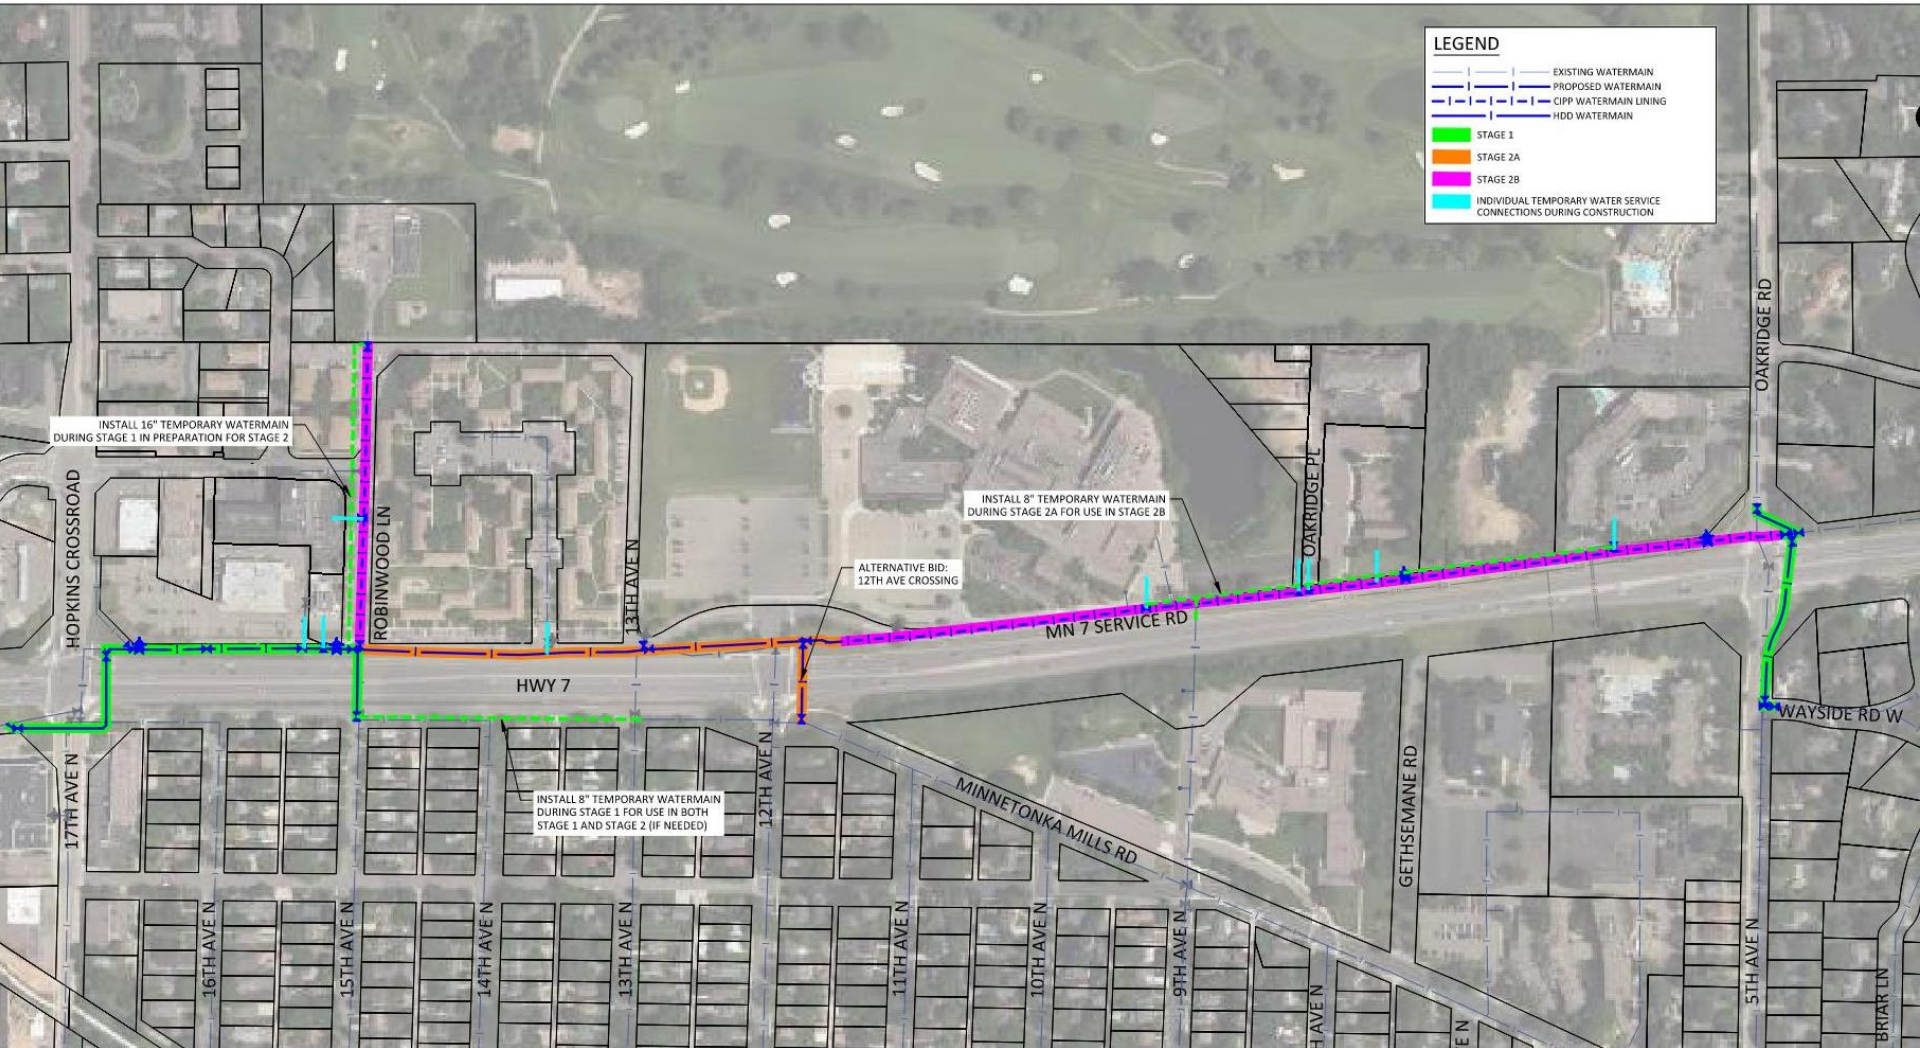 LEGEND
EXISTING WATERMAIN
PROPOSED WATERMAIN
CIPP WATERMAIN LINING
HDD WATERMAIN
STAGE 1
STAGE 2A
STAGE 2B
INDIVIDUAL TEMPORARY WATER SERVICE
CONNECTIONS DURING CONSTRUCTION
OAKRIDGE RD
INSTALL 16" TEMPORARY WATERMAIN
DURING STAGE 1 IN PREPARATION FOR STAGE 2
HOPKINS CROSSROAD
ROBINWOOD LN
13TH AVE N
INSTALL 8" TEMPORARY WATERMAIN
DURING STAGE 2A FOR USE IN STAGE 2B
OAKRIDGE PL
ALTERNATIVE BID:
12TH AVE CROSSING
MN 7 SERVICE RD
HWY 7
WAYSIDE RD W
17TH AVE N
INSTALL 8" TEMPORARY WATERMAIN
DURING STAGE 1 FOR USE IN BOTH
STAGE 1 AND STAGE 2 (IF NEEDED)
12TH AVE N
MINNETONKA MILLS RD
GETHSEMANE RD
16TH AVE N
15TH AVE N
14TH AVE N
13TH AVE N
11TH AVE N
10TH AVE N
9TH AVE N
H AVE N
E N
5TH AVE N
BRIAR LN